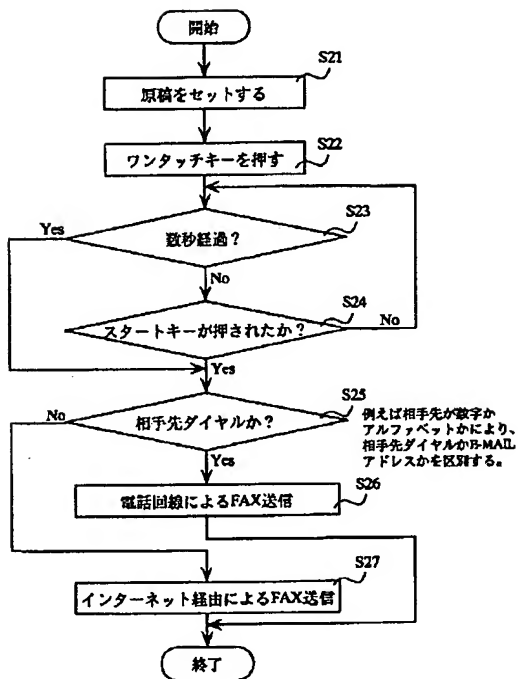 開始
S21
原稿をセットする
S22
ワンタッチキーを押す
S23
Yes
数秒経過?
No
S24
スタートキーが押されたか?
No
Yes
S25
No
相手先ダイヤルか?
例えば相手先が数字か
アルファベットかにより、
相手先ダイヤルかE-MAIL
アドレスかを区別する。
Yes
S26
電話回線によるFAX送信
S27
インターネット経由によるFAX送信
終了